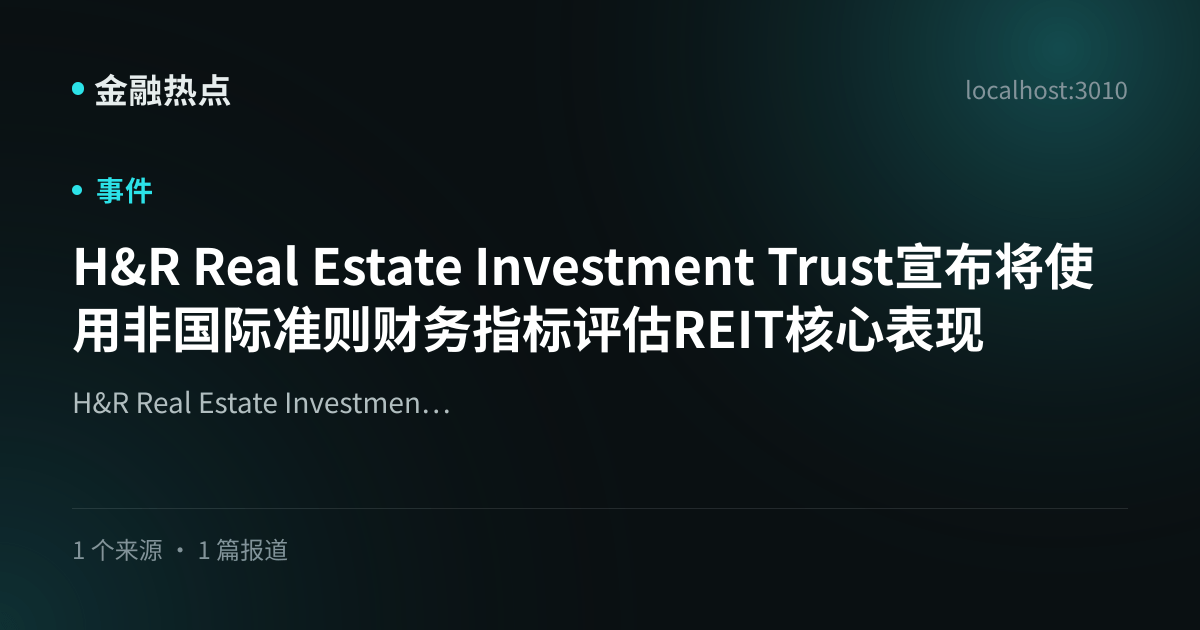 金融热点
localhost:3010
事件
H&R Real Estate Investment Trust宣布将使
用非国际准则财务指标评估REIT核心表现
H&R Real Estate Investmen…
1 个来源 · 1 篇报道